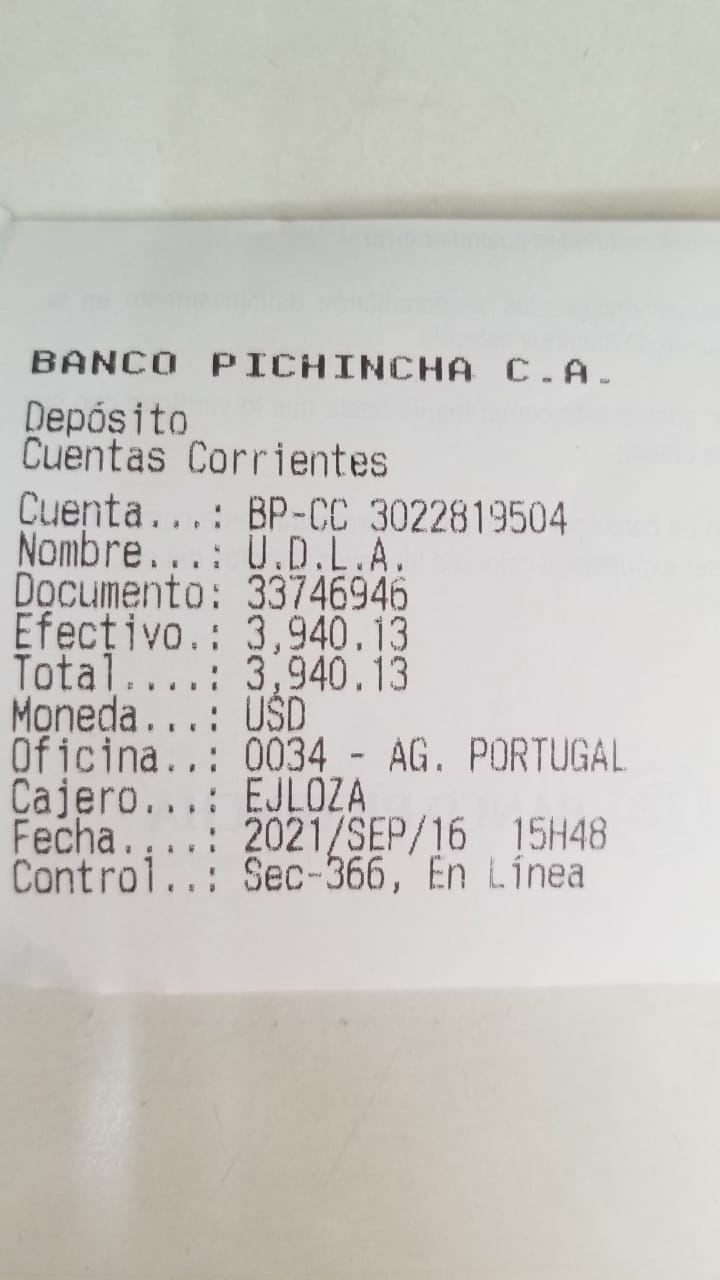 BANCO PICHINCHA C.A.
Depósito
Cuentas Corrientes
Cuenta...: BP-CC 3022819504
Nombre...: U.D.L.A.
Documento: 33746946
Efectivo.: 3,940.13
Total....: 3,940.13
Moneda...: USD
Oficina..: 0034 - AG. PORTUGAL
Cajero...: EJLOZA
Fecha....: 2021/SEP/16 15H48
Control..: Sec-366, En Línea